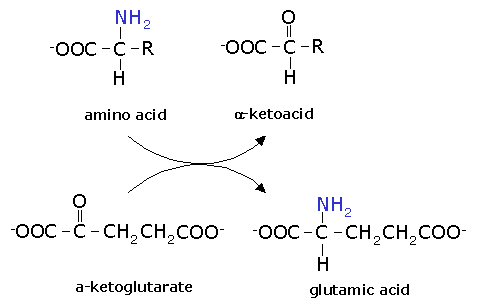 NH₂ O
⁻OOC–C–R ⁻OOC–C–R
H H
amino acid α-ketoacid
O NH₂
⁻OOC–C–CH₂CH₂COO⁻ ⁻OOC–C–CH₂CH₂COO⁻
H
a-ketoglutarate glutamic acid